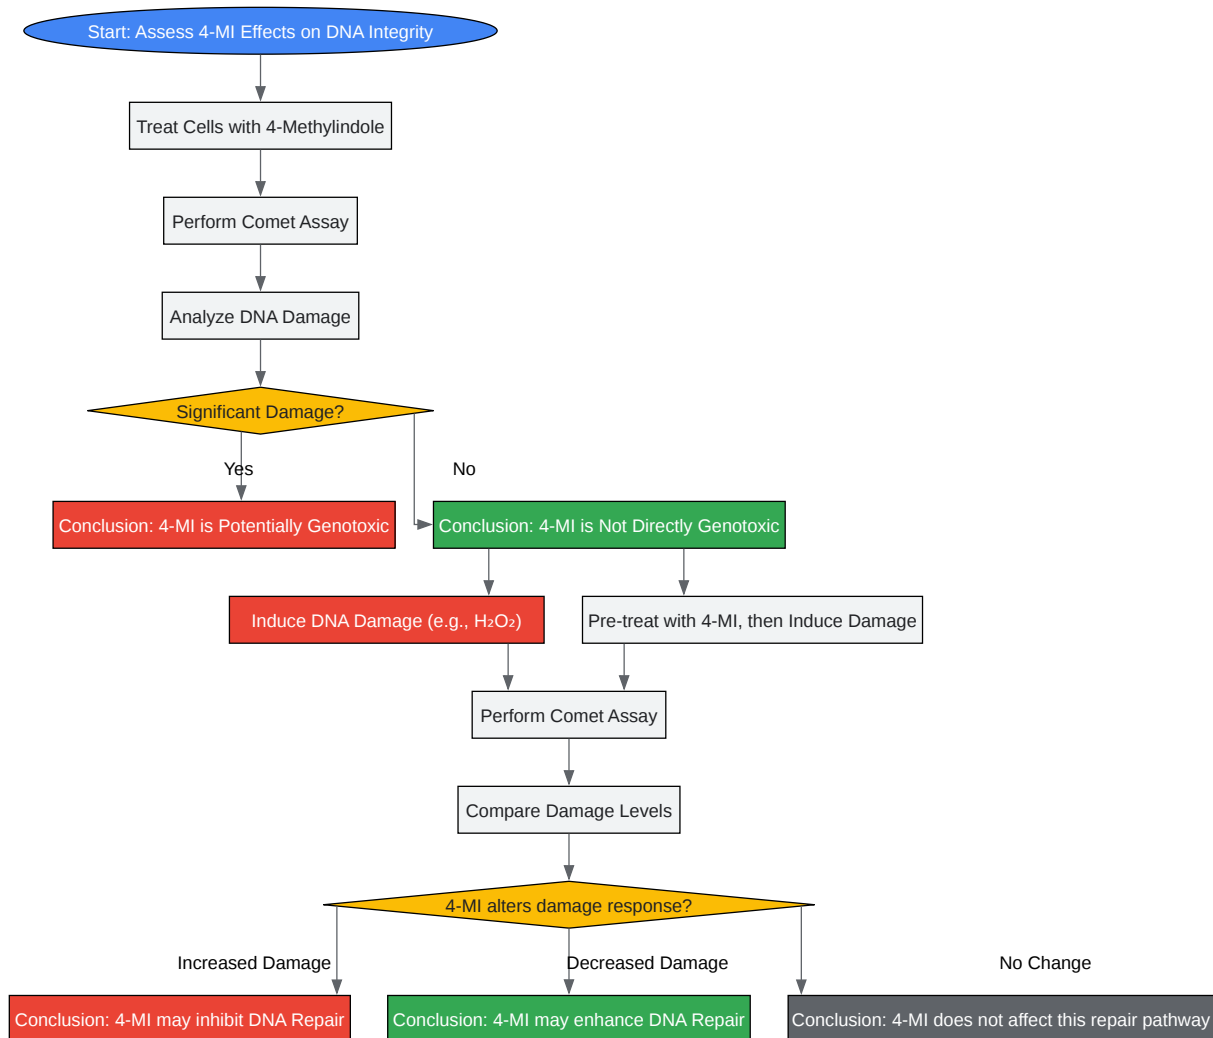 Start: Assess 4-MI Effects on DNA Integrity
Treat Cells with 4-Methylindole
Perform Comet Assay
Analyze DNA Damage
Significant Damage?
Yes
No
Conclusion: 4-MI is Potentially Genotoxic
Conclusion: 4-MI is Not Directly Genotoxic
Induce DNA Damage (e.g., H₂O₂)
Pre-treat with 4-MI, then Induce Damage
Perform Comet Assay
Compare Damage Levels
4-MI alters damage response?
Increased Damage
Decreased Damage
No Change
Conclusion: 4-MI may inhibit DNA Repair
Conclusion: 4-MI may enhance DNA Repair
Conclusion: 4-MI does not affect this repair pathway